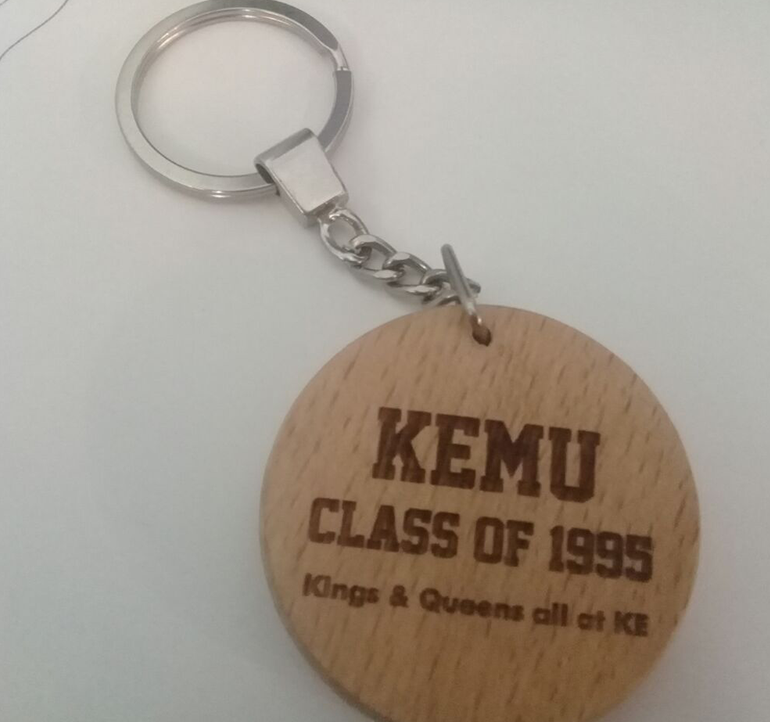 KEMU
CLASS OF 1995
Kings & Queens all at KE